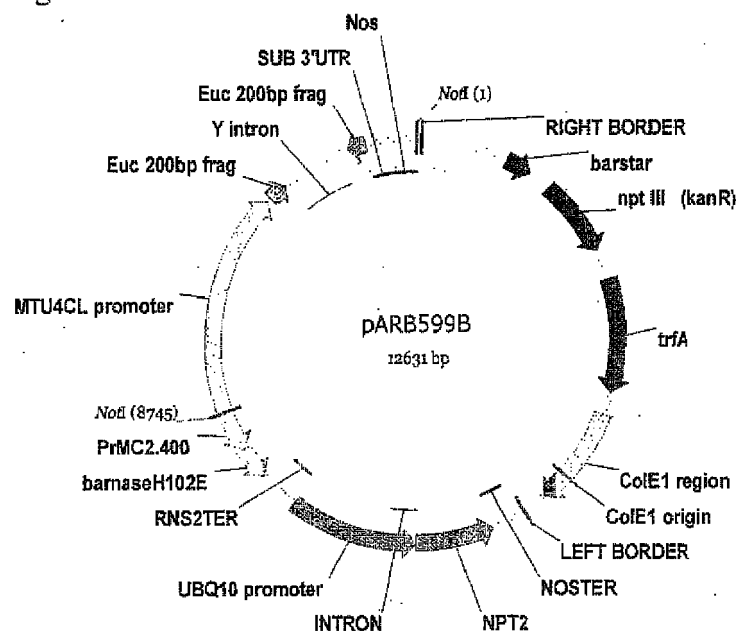 Nos
SUB 3'UTR
Euc 200bp frag
Y intron
Euc 200bp frag
MTU4CL promoter
NotI (8745)
PrMC2.400
barnaseH102E
RNS2TER
UBQ10 promoter
INTRON
NPT2
NOSTER
LEFT BORDER
ColE1 origin
ColE1 region
trfA
npt III (kanR)
barstar
RIGHT BORDER
NotI (1)
pARB599B
12631 bp